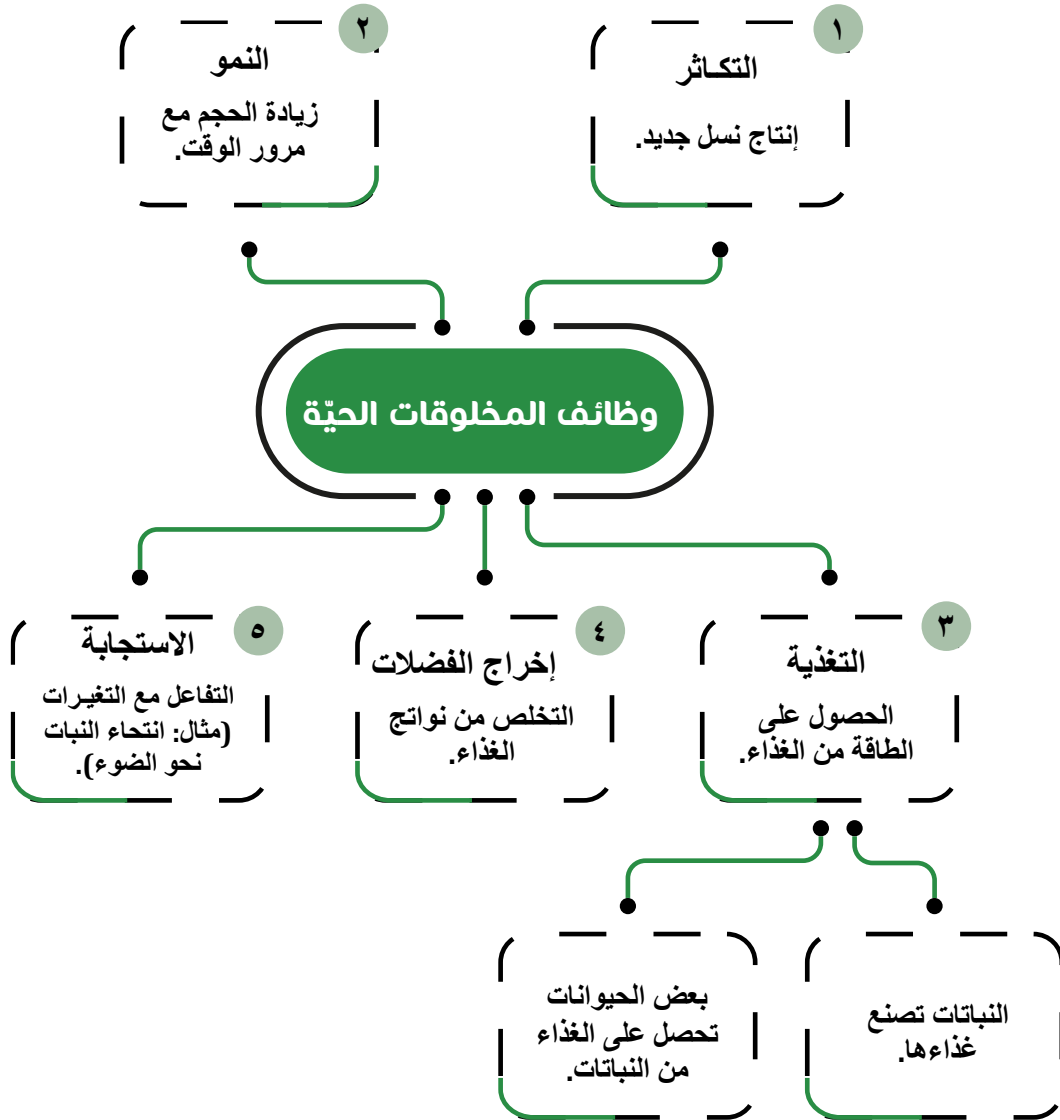 ١
التكـاثر
إنتاج نسل جديد.
٢
النمو
زيادة الحجم مع
مرور الوقت.
وظائف المخلوقات الحيّة
٣
التغذية
الحصول على
الطاقة من الغذاء.
٤
إخراج الفضلات
التخلص من نواتج
الغذاء.
٥
الاستجابة
التفاعل مع التغيرات
(مثال: انتحاء النبات
نحو الضوء).
النباتات تصنع
غذاءها.
بعض الحيوانات
تحصل على الغذاء
من النباتات.